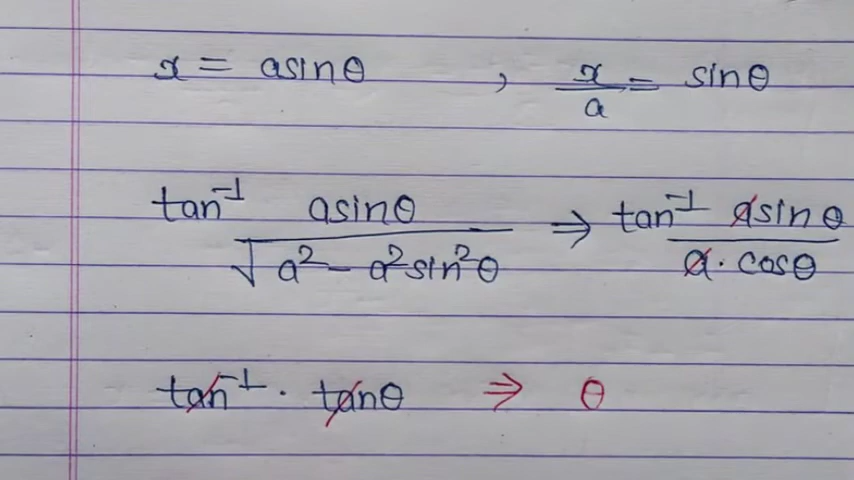 x = asinθ , x/a = sinθ
tan⁻¹ asinθ/√(a² - a²sin²θ) ⇒ tan⁻¹ asinθ/(a · cosθ)
tan⁻¹ · tanθ ⇒ θ